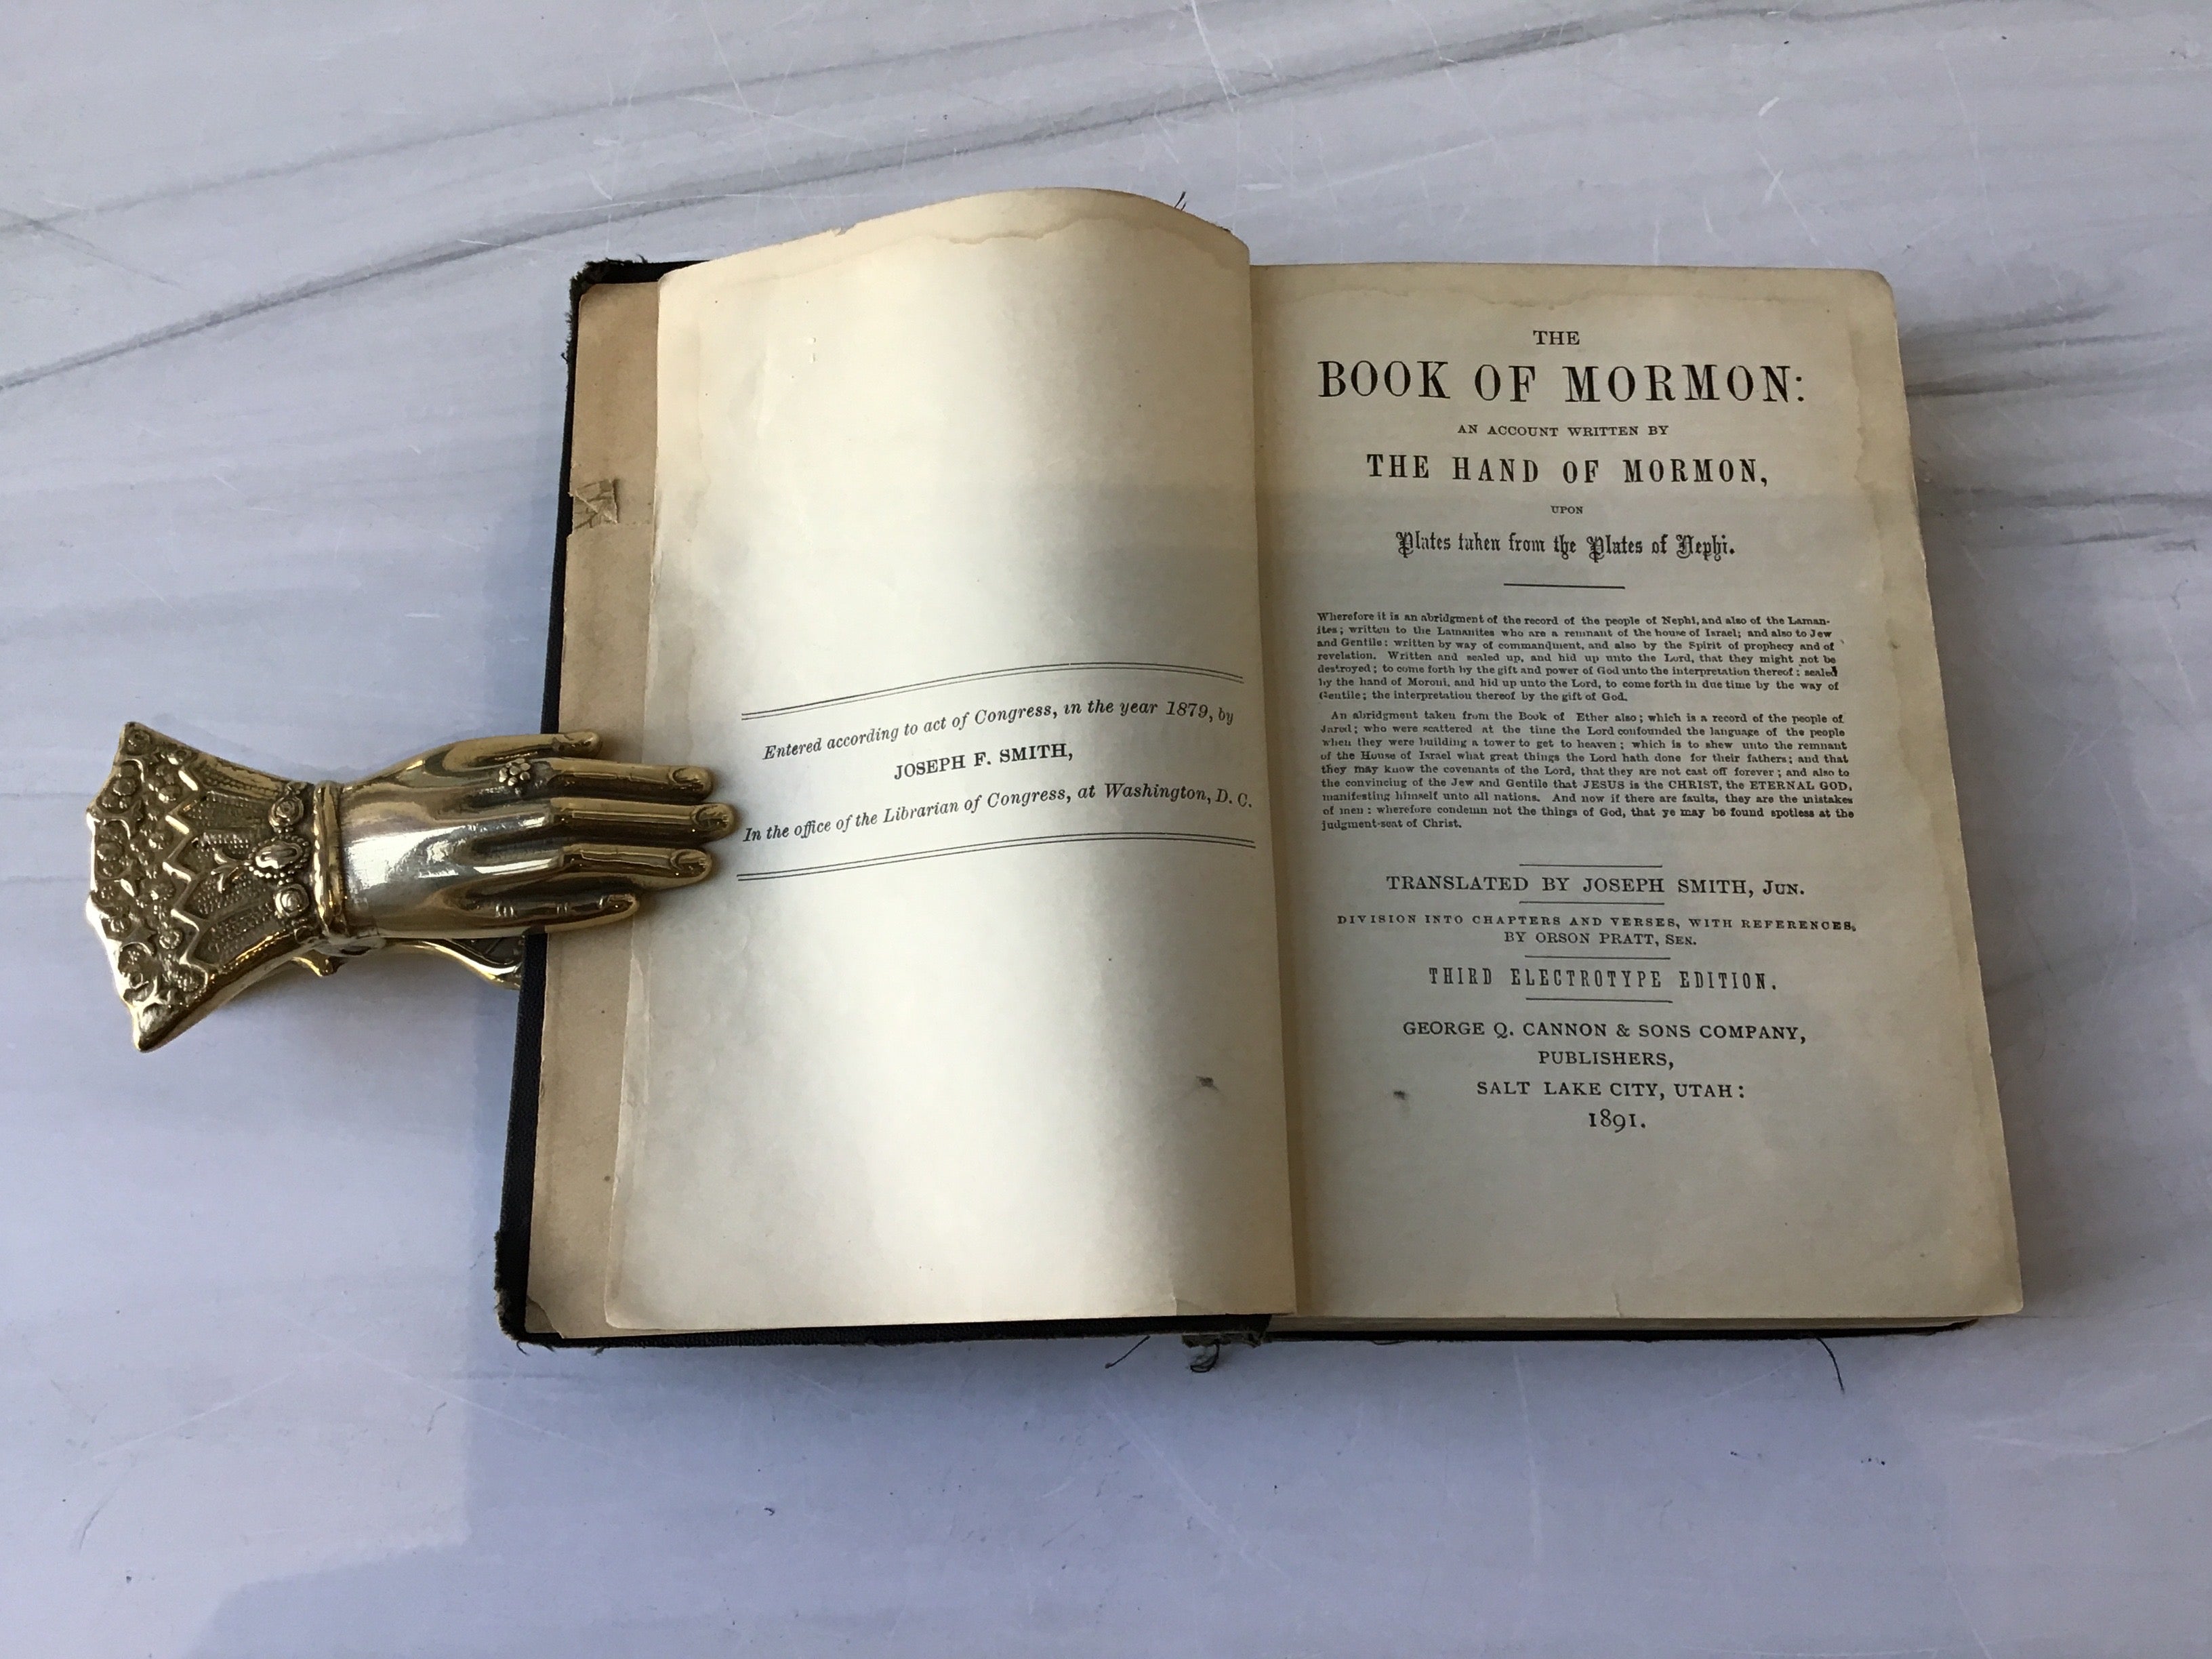 Entered according to act of Congress, in the year 1879, by
JOSEPH F. SMITH,
In the office of the Librarian of Congress, at Washington, D. C.
THE
BOOK OF MORMON:
AN ACCOUNT WRITTEN BY
THE HAND OF MORMON,
UPON
Plates taken from the Plates of Nephi.
Wherefore it is an abridgment of the record of the people of Nephi, and also of the Laman-
ites; written to the Lamanites who are a remnant of the house of Israel; and also to Jew
and Gentile: written by way of commandment, and also by the Spirit of prophecy and of
revelation. Written and sealed up, and hid up unto the Lord, that they might not be
destroyed; to come forth by the gift and power of God unto the interpretation thereof: sealed
by the hand of Moroni, and hid up unto the Lord, to come forth in due time by the way of
Gentile; the interpretation thereof by the gift of God.
An abridgment taken from the Book of Ether also; which is a record of the people of
Jared; who were scattered at the time the Lord confounded the language of the people
when they were building a tower to get to heaven; which is to shew unto the remnant
of the House of Israel what great things the Lord hath done for their fathers; and that
they may know the covenants of the Lord, that they are not cast off forever; and also to
the convincing of the Jew and Gentile that JESUS is the CHRIST, the ETERNAL GOD,
manifesting himself unto all nations. And now if there are faults, they are the mistakes
of men: wherefore condemn not the things of God, that ye may be found spotless at the
judgment-seat of Christ.
TRANSLATED BY JOSEPH SMITH, JUN.
DIVISION INTO CHAPTERS AND VERSES, WITH REFERENCES,
BY ORSON PRATT, SEN.
THIRD ELECTROTYPE EDITION.
GEORGE Q. CANNON & SONS COMPANY,
PUBLISHERS,
SALT LAKE CITY, UTAH:
1891.